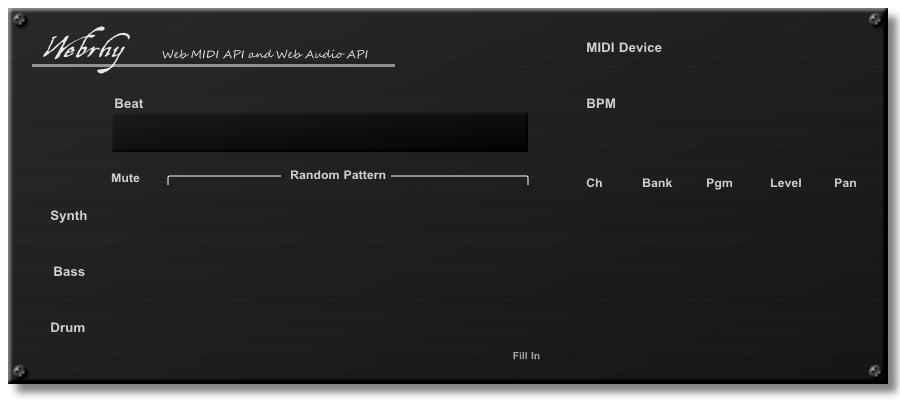 Webrhy
Web MIDI API and Web Audio API
MIDI Device
Beat
BPM
Mute
Random Pattern
Ch Bank Pgm Level Pan
Synth
Bass
Drum
Fill In